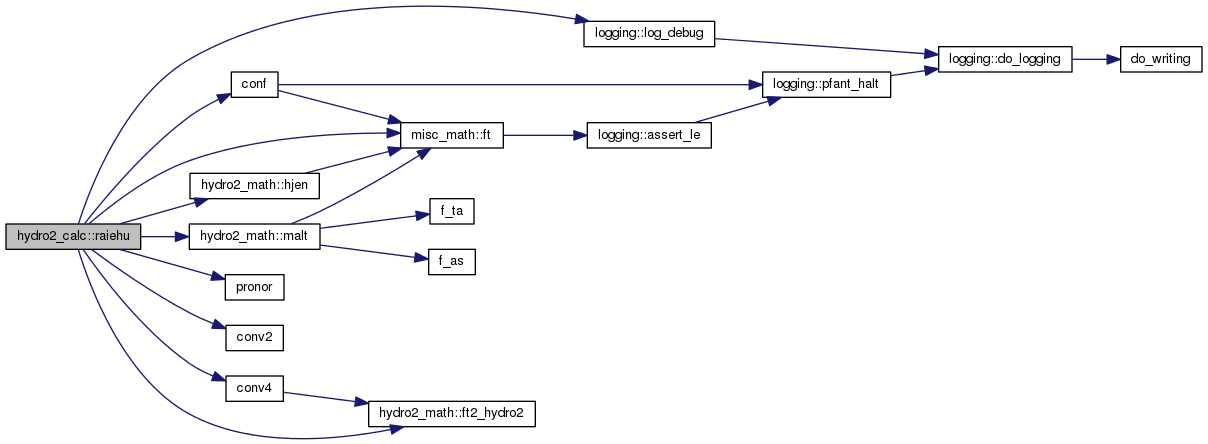 logging::log_debug
logging::do_logging
do_writing
conf
logging::pfant_halt
misc_math::ft
logging::assert_le
hydro2_math::hjen
f_ta
hydro2_calc::raiehu
hydro2_math::malt
f_as
pronor
conv2
conv4
hydro2_math::ft2_hydro2